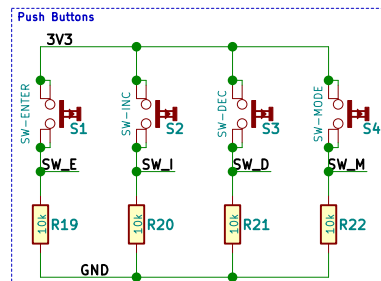 Push Buttons
3V3
SW-ENTER
S1
SW-INC
S2
SW-DEC
S3
SW-MODE
S4
SW_E
SW_I
SW_D
SW_M
10k
R19
10k
R20
10k
R21
10k
R22
GND